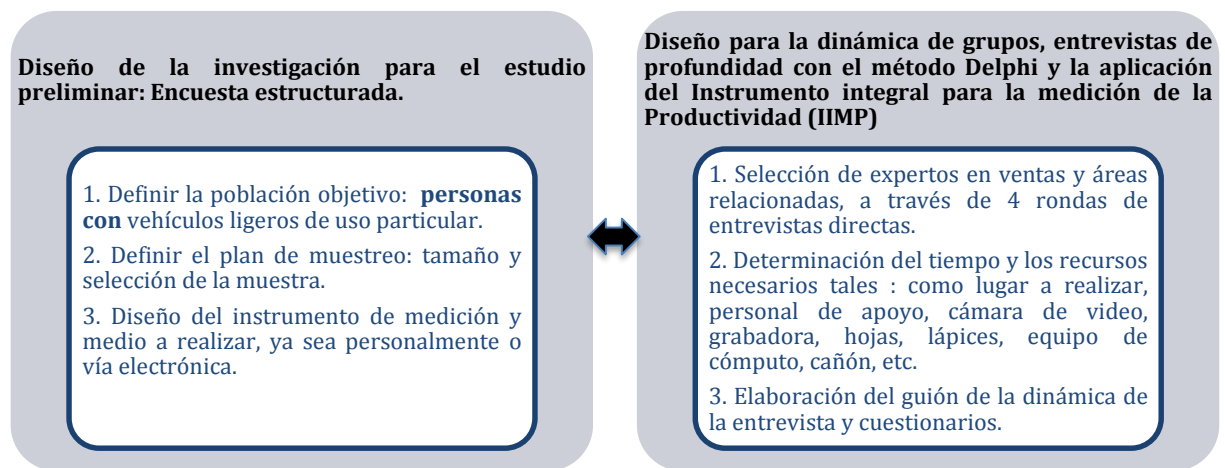 Diseño de la investigación para el estudio
preliminar: Encuesta estructurada.
1. Definir la población objetivo: personas
con vehículos ligeros de uso particular.
2. Definir el plan de muestreo: tamaño y
selección de la muestra.
3. Diseño del instrumento de medición y
medio a realizar, ya sea personalmente o
vía electrónica.
Diseño para la dinámica de grupos, entrevistas de
profundidad con el método Delphi y la aplicación
del Instrumento integral para la medición de la
Productividad (IIMP)
1. Selección de expertos en ventas y áreas
relacionadas, a través de 4 rondas de
entrevistas directas.
2. Determinación del tiempo y los recursos
necesarios tales : como lugar a realizar,
personal de apoyo, cámara de video,
grabadora, hojas, lápices, equipo de
cómputo, cañón, etc.
3. Elaboración del guión de la dinámica de
la entrevista y cuestionarios.